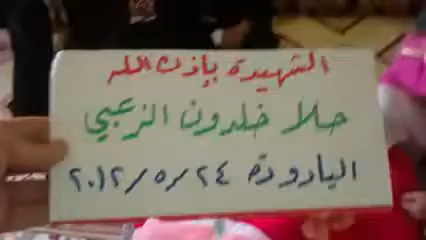 الشهيدة بإذن الله
حلا خلدون الزعبي
اليادودة ٢٠١٢/٥/٢٤